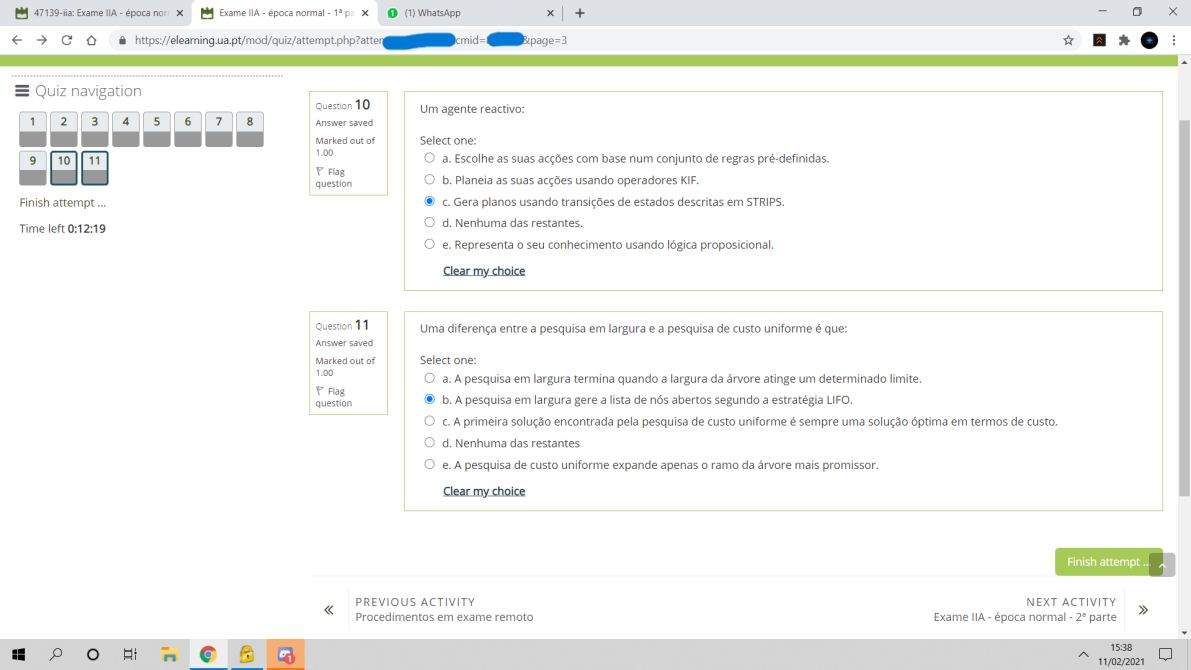 47139-iia: Exame IIA - época nor
Exame IIA - época normal - 1ª pa
1 (1) WhatsApp
https://elearning.ua.pt/mod/quiz/attempt.php?atte cmid= &page=3
Quiz navigation
1 2 3 4 5 6 7 8
9 10 11
Finish attempt ...
Time left 0:12:19
Question 10
Answer saved
Marked out of
1.00
Flag
question
Um agente reactivo:
Select one:
a. Escolhe as suas acções com base num conjunto de regras pré-definidas.
b. Planeia as suas acções usando operadores KIF.
c. Gera planos usando transições de estados descritas em STRIPS.
d. Nenhuma das restantes.
e. Representa o seu conhecimento usando lógica proposicional.
Clear my choice
Question 11
Answer saved
Marked out of
1.00
Flag
question
Uma diferença entre a pesquisa em largura e a pesquisa de custo uniforme é que:
Select one:
a. A pesquisa em largura termina quando a largura da árvore atinge um determinado limite.
b. A pesquisa em largura gere a lista de nós abertos segundo a estratégia LIFO.
c. A primeira solução encontrada pela pesquisa de custo uniforme é sempre uma solução óptima em termos de custo.
d. Nenhuma das restantes
e. A pesquisa de custo uniforme expande apenas o ramo da árvore mais promissor.
Clear my choice
Finish attempt ...
PREVIOUS ACTIVITY
Procedimentos em exame remoto
NEXT ACTIVITY
Exame IIA - época normal - 2ª parte
1
15:38
11/02/2021